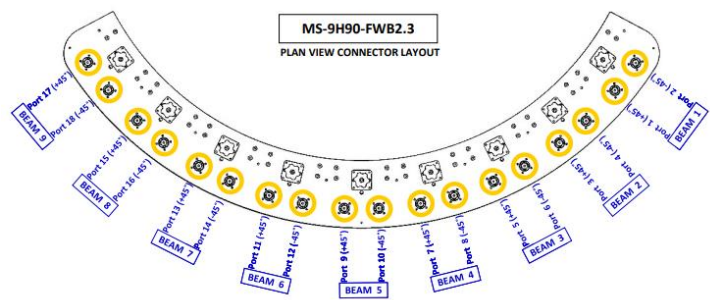 MS-9H90-FWB2.3
PLAN VIEW CONNECTOR LAYOUT
Port 17 (+45°)
Port 18 (-45°)
BEAM 9
Port 15 (+45°)
Port 16 (-45°)
BEAM 8
Port 13 (+45°)
Port 14 (-45°)
BEAM 7
Port 11 (+45°)
Port 12 (-45°)
BEAM 6
Port 9 (+45°)
Port 10 (-45°)
BEAM 5
Port 7(+45°)
Port 8 (-45°)
BEAM 4
Port 5 (+45°)
Port 6 (-45°)
BEAM 3
Port 3 (+45°)
Port 4 (-45°)
BEAM 2
Port 1 (+45°)
Port 2 (-45°)
BEAM 1